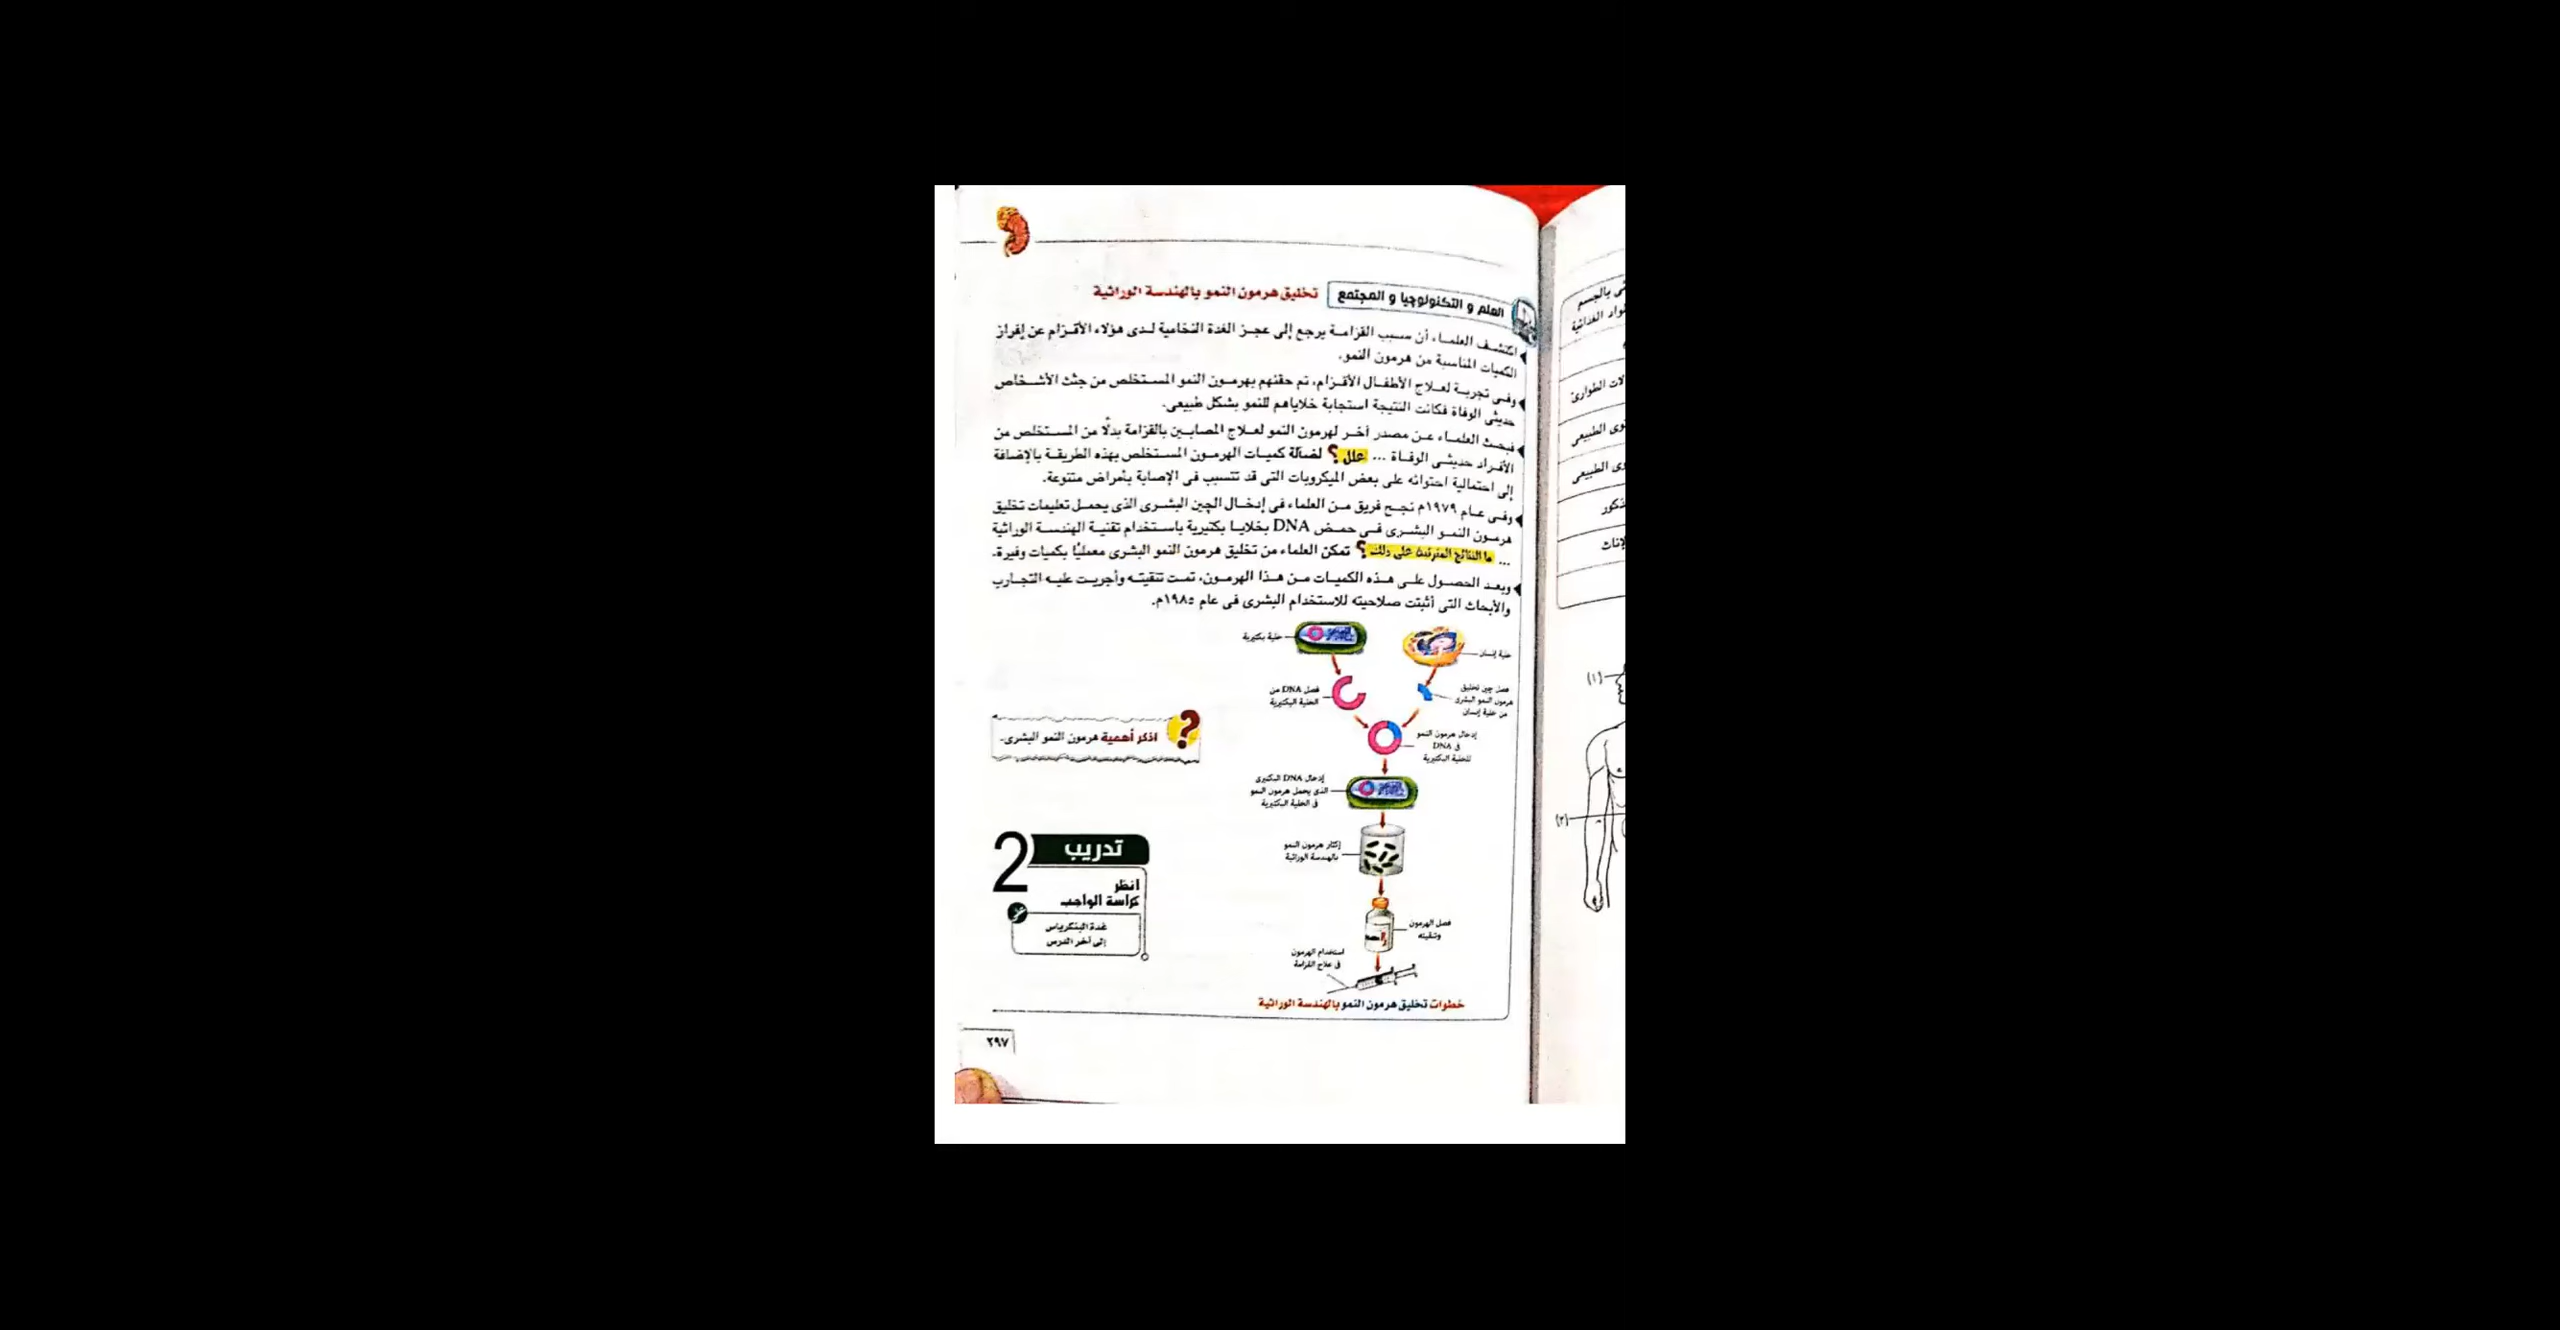 العلم و التكنولوجيا و المجتمع
تخليق هرمون النمو بالهندسة الوراثية
اكتشف العلماء أن سبب القزامة يرجع إلى عجز الغدة النخامية لدى هؤلاء الأقزام عن إفراز
الكميات المناسبة من هرمون النمو.
وفى تجربة لعلاج الأطفال الأقزام، تم حقنهم بهرمون النمو المستخلص من جثث الأشخاص
حديثى الوفاة فكانت النتيجة استجابة خلاياهم للنمو بشكل طبيعى.
فبحث العلماء عن مصدر آخر لهرمون النمو لعلاج المصابين بالقزامة بدلًا من المستخلص من
الأفراد حديثى الوفاة ... علل ؟ لضآلة كميات الهرمون المستخلص بهذه الطريقة بالإضافة
إلى احتمالية احتوائه على بعض الميكروبات التى قد تتسبب فى الإصابة بأمراض متنوعة.
وفى عام ١٩٧٩م نجح فريق من العلماء فى إدخال الچين البشرى الذى يحمل تعليمات تخليق
هرمون النمو البشرى فى حمض DNA بخلايا بكتيرية باستخدام تقنية الهندسة الوراثية
... ما النتائج المترتبة على ذلك ؟ تمكن العلماء من تخليق هرمون النمو البشرى معمليًا بكميات وفيرة.
وبعد الحصول على هذه الكميات من هذا الهرمون، تمت تنقيته وأجريت عليه التجارب
والأبحاث التى أثبتت صلاحيته للاستخدام البشرى فى عام ١٩٨٥م.
خلية إنسان
خلية بكتيرية
فصل چين تخليق
هرمون النمو البشرى
من خلية إنسان
فصل DNA من
الخلية البكتيرية
إدخال هرمون النمو
فى DNA
للخلية البكتيرية
إدخال DNA البكتيرى
الذى يحمل هرمون النمو
فى الخلية البكتيرية
إكثار هرمون النمو
بالهندسة الوراثية
فصل الهرمون
وتنقيته
استخدام الهرمون
فى علاج القزامة
خطوات تخليق هرمون النمو بالهندسة الوراثية
؟
اذكر أهمية هرمون النمو البشرى.
تدريب 2
انظر
كراسة الواجب
غدة البنكرياس
إلى آخر الدرس
٢٩٧
بالجسم
الغذائية
الطوارئ
الطبيعى
الطبيعى
(١)
(٢)